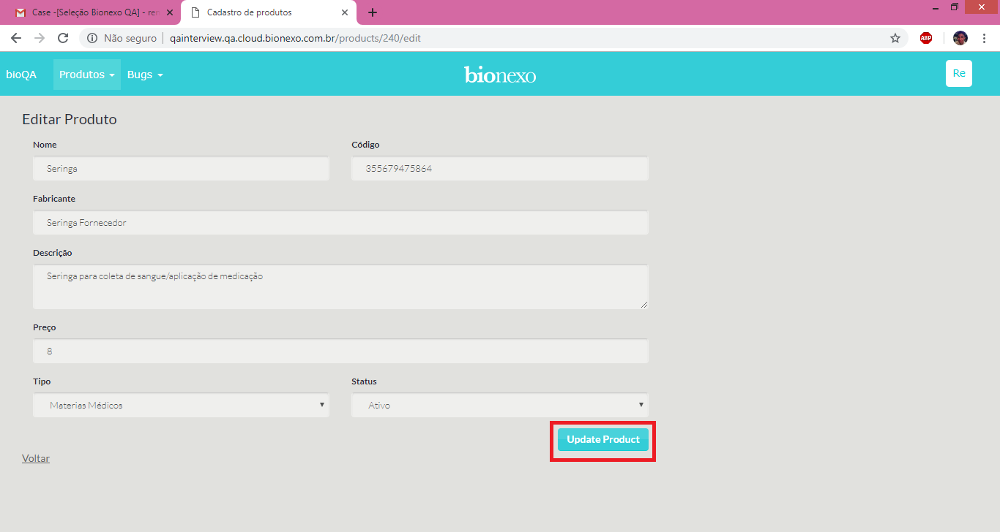 Case -[Seleção Bionexo QA] - ren
Cadastro de produtos
Não seguro
qainterview.qa.cloud.bionexo.com.br/products/240/edit
ABP
bioQA Produtos Bugs
bionexo
Re
Editar Produto
Nome
Código
Seringa
355679475864
Fabricante
Seringa Fornecedor
Descrição
Seringa para coleta de sangue/aplicação de medicação
Preço
8
Tipo
Status
Materias Médicos
Ativo
Update Product
Voltar